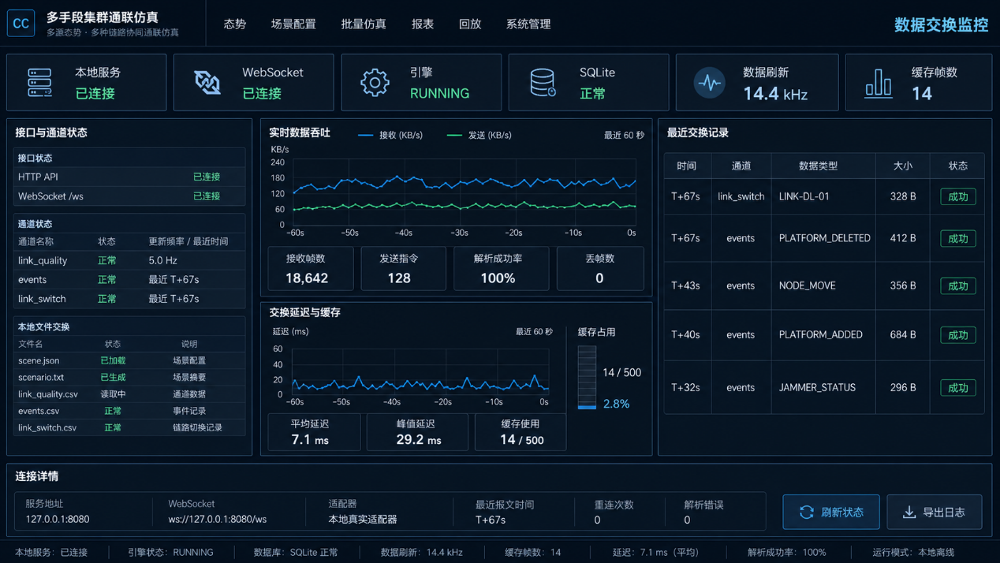 CC
多手段集群通联仿真
多源态势·多种链路协同通联仿真
态势 场景配置 批量仿真 报表 回放 系统管理
数据交换监控
本地服务
已连接
WebSocket
已连接
引擎
RUNNING
SQLite
正常
数据刷新
14.4 kHz
缓存帧数
14
接口与通道状态
接口状态
HTTP API 已连接
WebSocket /ws 已连接
通道状态
通道名称 状态 更新频率 / 最近时间
link_quality 正常 5.0 Hz
events 正常 最近 T+67s
link_switch 正常 最近 T+67s
本地文件交换
文件名 状态 说明
scene.json 已加载 场景配置
scenario.txt 已生成 场景摘要
link_quality.csv 读取中 通道数据
events.csv 正常 事件记录
link_switch.csv 正常 链路切换记录
实时数据吞吐 接收 (KB/s) 发送 (KB/s) 最近 60 秒
KB/s
240
180
120
60
0
−60s −50s −40s −30s −20s −10s 0s
接收帧数
18,642
发送指令
128
解析成功率
100%
丢帧数
0
交换延迟与缓存
延迟 (ms) 最近 60 秒
60
40
20
0
−60s −50s −40s −20s −10s 0s
缓存占用
14 / 500
2.8%
平均延迟
7.1 ms
峰值延迟
29.2 ms
缓存使用
14 / 500
最近交换记录
时间 通道 数据类型 大小 状态
T+67s link_switch LINK-DL-01 328 B 成功
T+67s events PLATFORM_DELETED 412 B 成功
T+43s events NODE_MOVE 356 B 成功
T+40s events PLATFORM_ADDED 684 B 成功
T+32s events JAMMER_STATUS 296 B 成功
连接详情
服务地址
127.0.0.1:8080
WebSocket
ws://127.0.0.1:8080/ws
适配器
本地真实适配器
最近报文时间
T+67s
重连次数
0
解析错误
0
刷新状态
导出日志
本地服务：已连接 引擎状态：RUNNING 数据库：SQLite 正常 数据刷新：14.4 kHz 缓存帧数：14 延迟：7.1 ms（平均） 解析成功率：100% 运行模式：本地离线